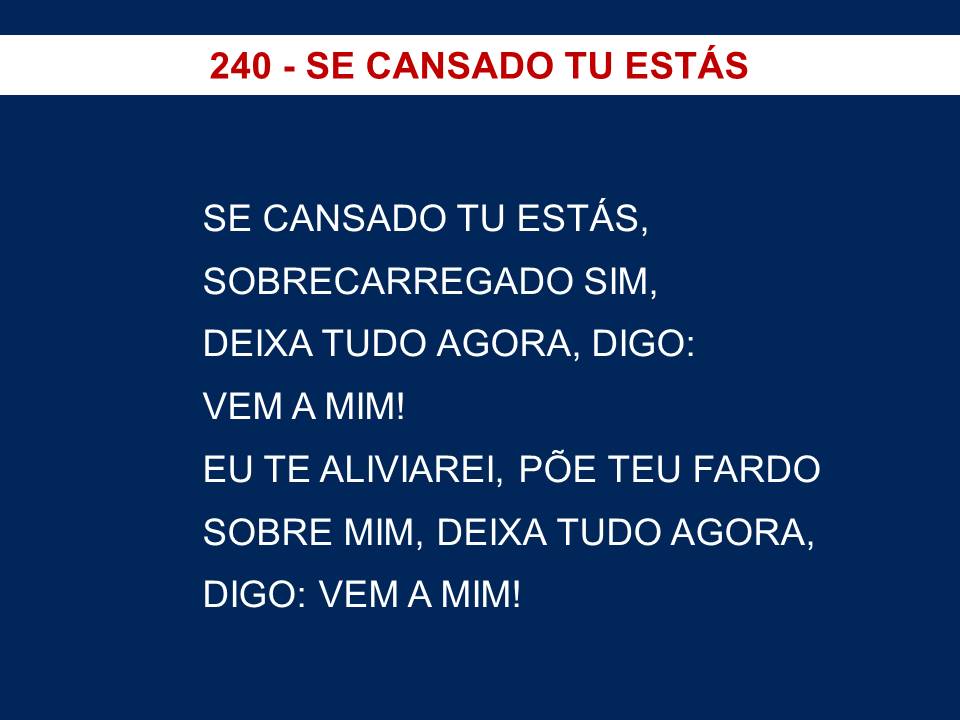 240 - SE CANSADO TU ESTÁS
SE CANSADO TU ESTÁS,
SOBRECARREGADO SIM,
DEIXA TUDO AGORA, DIGO:
VEM A MIM!
EU TE ALIVIAREI, PÕE TEU FARDO
SOBRE MIM, DEIXA TUDO AGORA,
DIGO: VEM A MIM!